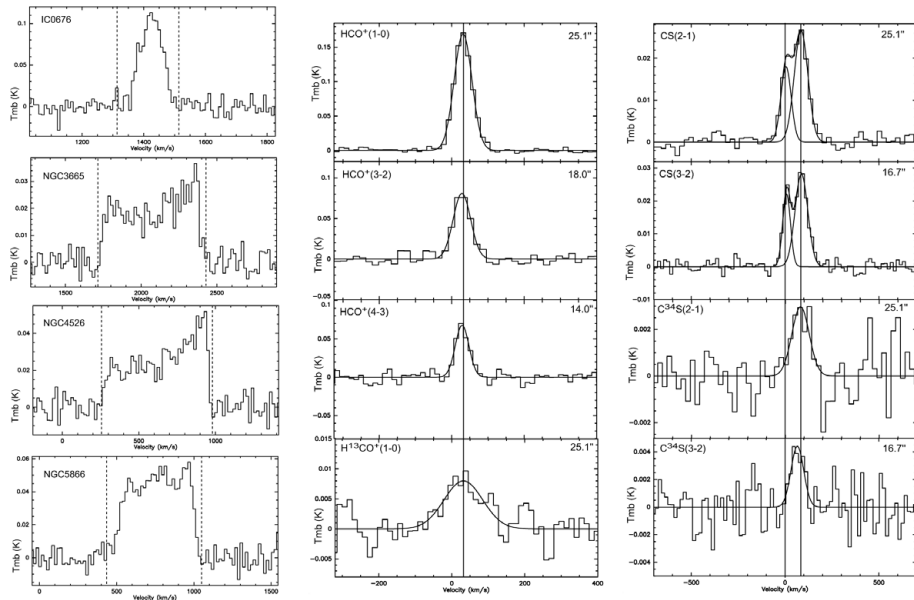 IC0676
0.1
0.05
0
Tmb (K)
1200
1400
1600
1800
Velocity (km/s)
NGC3665
0.03
0.02
0.01
0
Tmb (K)
1500
2000
2500
Velocity (km/s)
NGC4526
0.04
0.02
0
Tmb (K)
0
500
1000
Velocity (km/s)
NGC5866
0.06
0.04
0.02
0
Tmb (K)
0
500
1000
1500
Velocity (km/s)
HCO⁺(1-0)
25.1"
0.15
0.1
0.05
0
Tmb (K)
HCO⁺(3-2)
18.0"
0.1
0.05
0
-0.05
Tmb (K)
HCO⁺(4-3)
14.0"
0.1
0.05
0
-0.05
Tmb (K)
H¹³CO⁺(1-0)
25.1"
0.015
0.01
0.005
0
-0.005
Tmb (K)
-200
0
200
400
Velocity (km/s)
CS(2-1)
25.1"
0.02
0.01
0
Tmb (K)
CS(3-2)
16.7"
0.03
0.02
0.01
0
-0.01
Tmb (K)
C³⁴S(2-1)
25.1"
0.002
0
-0.002
Tmb (K)
C³⁴S(3-2)
16.7"
0.004
0.002
0
-0.002
-0.004
Tmb (K)
-500
0
500
Velocity (km/s)